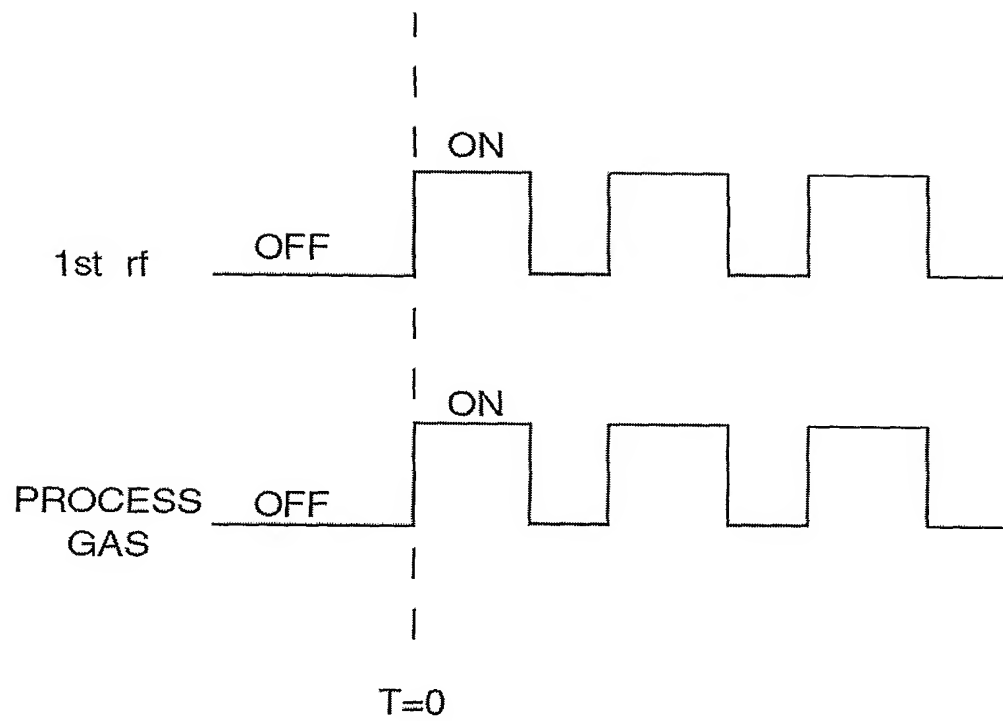 ON
OFF
1st rf
ON
OFF
PROCESS
GAS
T=0